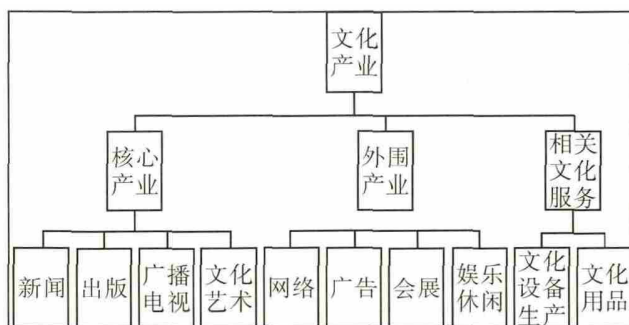 文化
产业
核心
产业
外围
产业
相关
文化
服务
新闻
出版
广播
电视
文化
艺术
网络
广告
会展
娱乐
休闲
文化
设备
生产
文化
用品